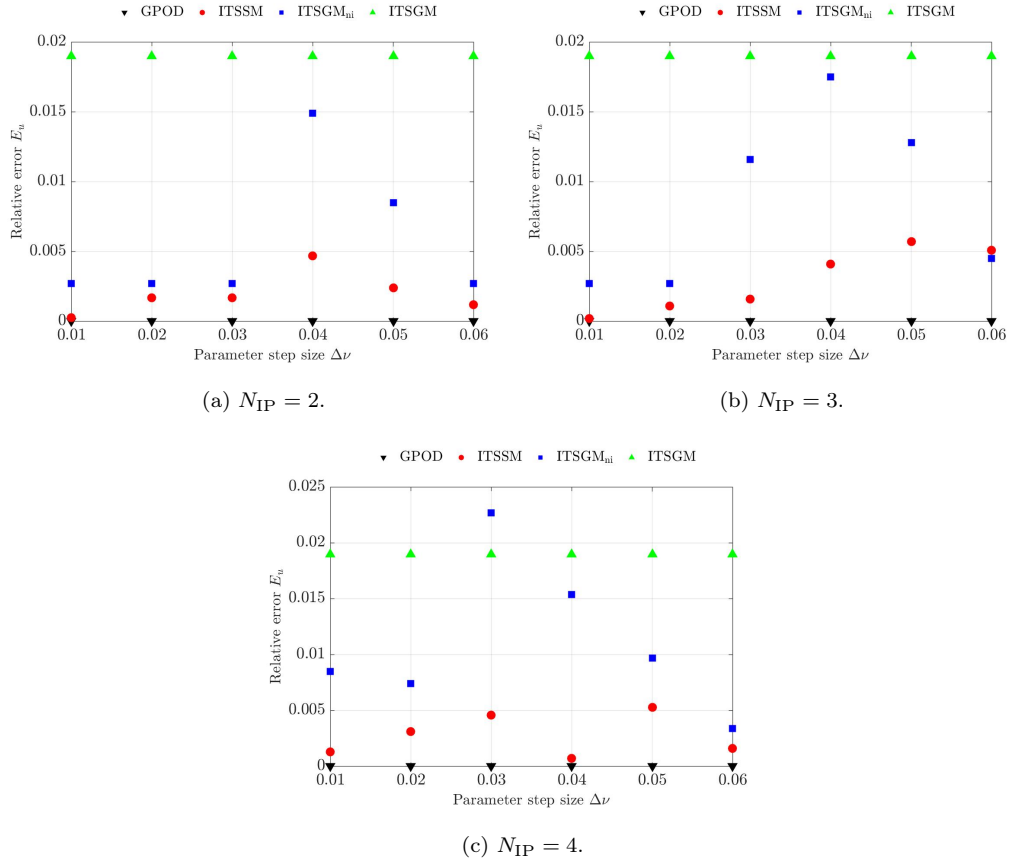 GPOD ITSSM ITSGMni ITSGM
0.02
0.015
0.01
0.005
0
Relative error Eu
0.01 0.02 0.03 0.04 0.05 0.06
Parameter step size Δν
(a) NIP = 2.
GPOD ITSSM ITSGMni ITSGM
0.02
0.015
0.01
0.005
0
Relative error Eu
0.01 0.02 0.03 0.04 0.05 0.06
Parameter step size Δν
(b) NIP = 3.
GPOD ITSSM ITSGMni ITSGM
0.025
0.02
0.015
0.01
0.005
0
Relative error Eu
0.01 0.02 0.03 0.04 0.05 0.06
Parameter step size Δν
(c) NIP = 4.